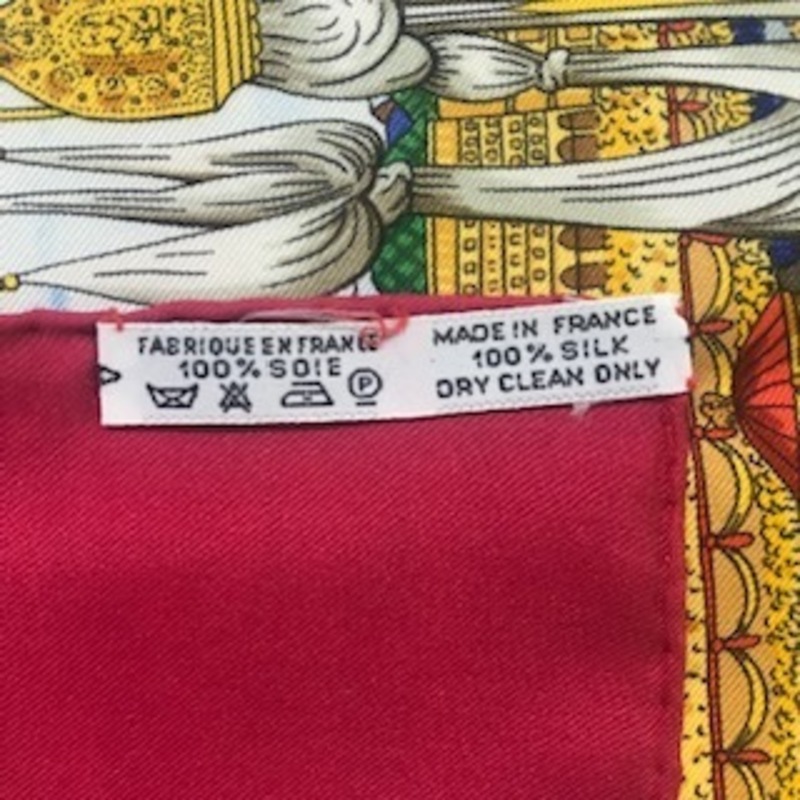 FABRIQUE EN FRANCE
100% SOIE
P
MADE IN FRANCE
100% SILK
DRY CLEAN ONLY